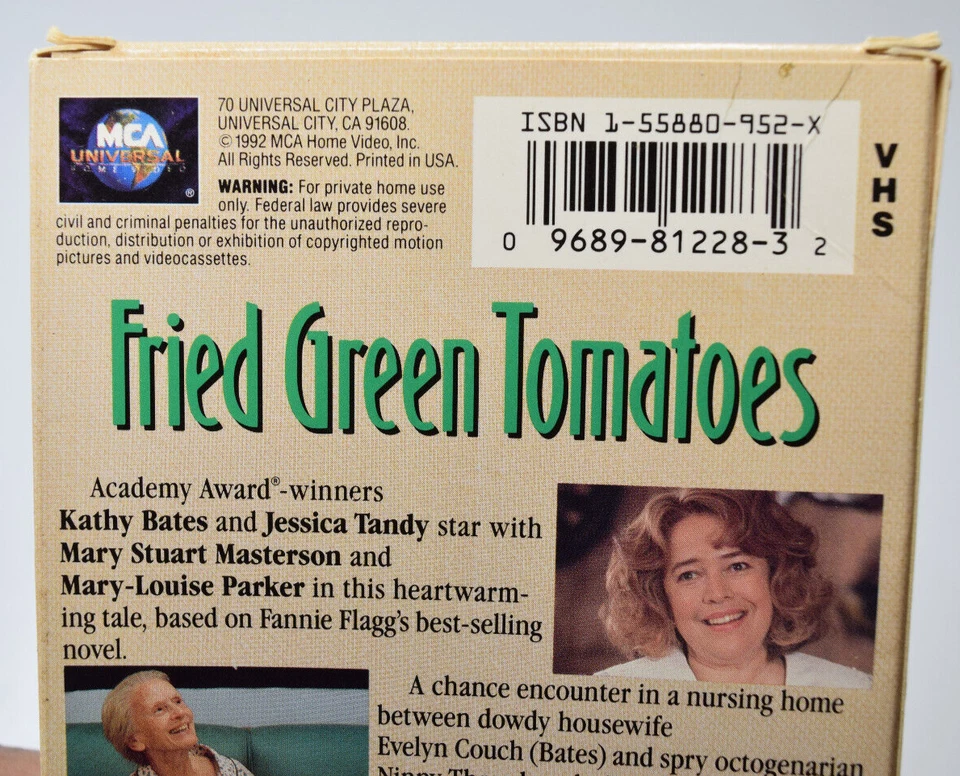 MCA
UNIVERSAL
HOME VIDEO
®
70 UNIVERSAL CITY PLAZA,
UNIVERSAL CITY, CA 91608.
©1992 MCA Home Video, Inc.
All Rights Reserved. Printed in USA.
WARNING: For private home use
only. Federal law provides severe
civil and criminal penalties for the unauthorized repro-
duction, distribution or exhibition of copyrighted motion
pictures and videocassettes.
ISBN 1-55880-952-X
0 9689-81228-3 2
VHS
Fried Green Tomatoes
Academy Award®-winners
Kathy Bates and Jessica Tandy star with
Mary Stuart Masterson and
Mary-Louise Parker in this heartwarm-
ing tale, based on Fannie Flagg's best-selling
novel.
A chance encounter in a nursing home
between dowdy housewife
Evelyn Couch (Bates) and spry octogenarian